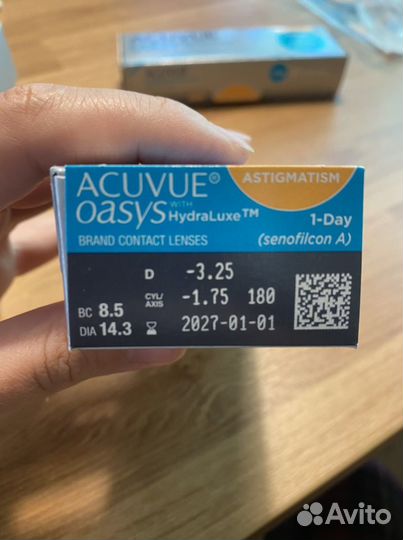 ACUVUE
ACUVUE®
oasys WITH HydraLuxe™
ASTIGMATISM
1-Day
BRAND CONTACT LENSES
(senofilcon A)
D -3.25
BC 8.5 CYL/AXIS -1.75 180
DIA 14.3 2027-01-01
Avito